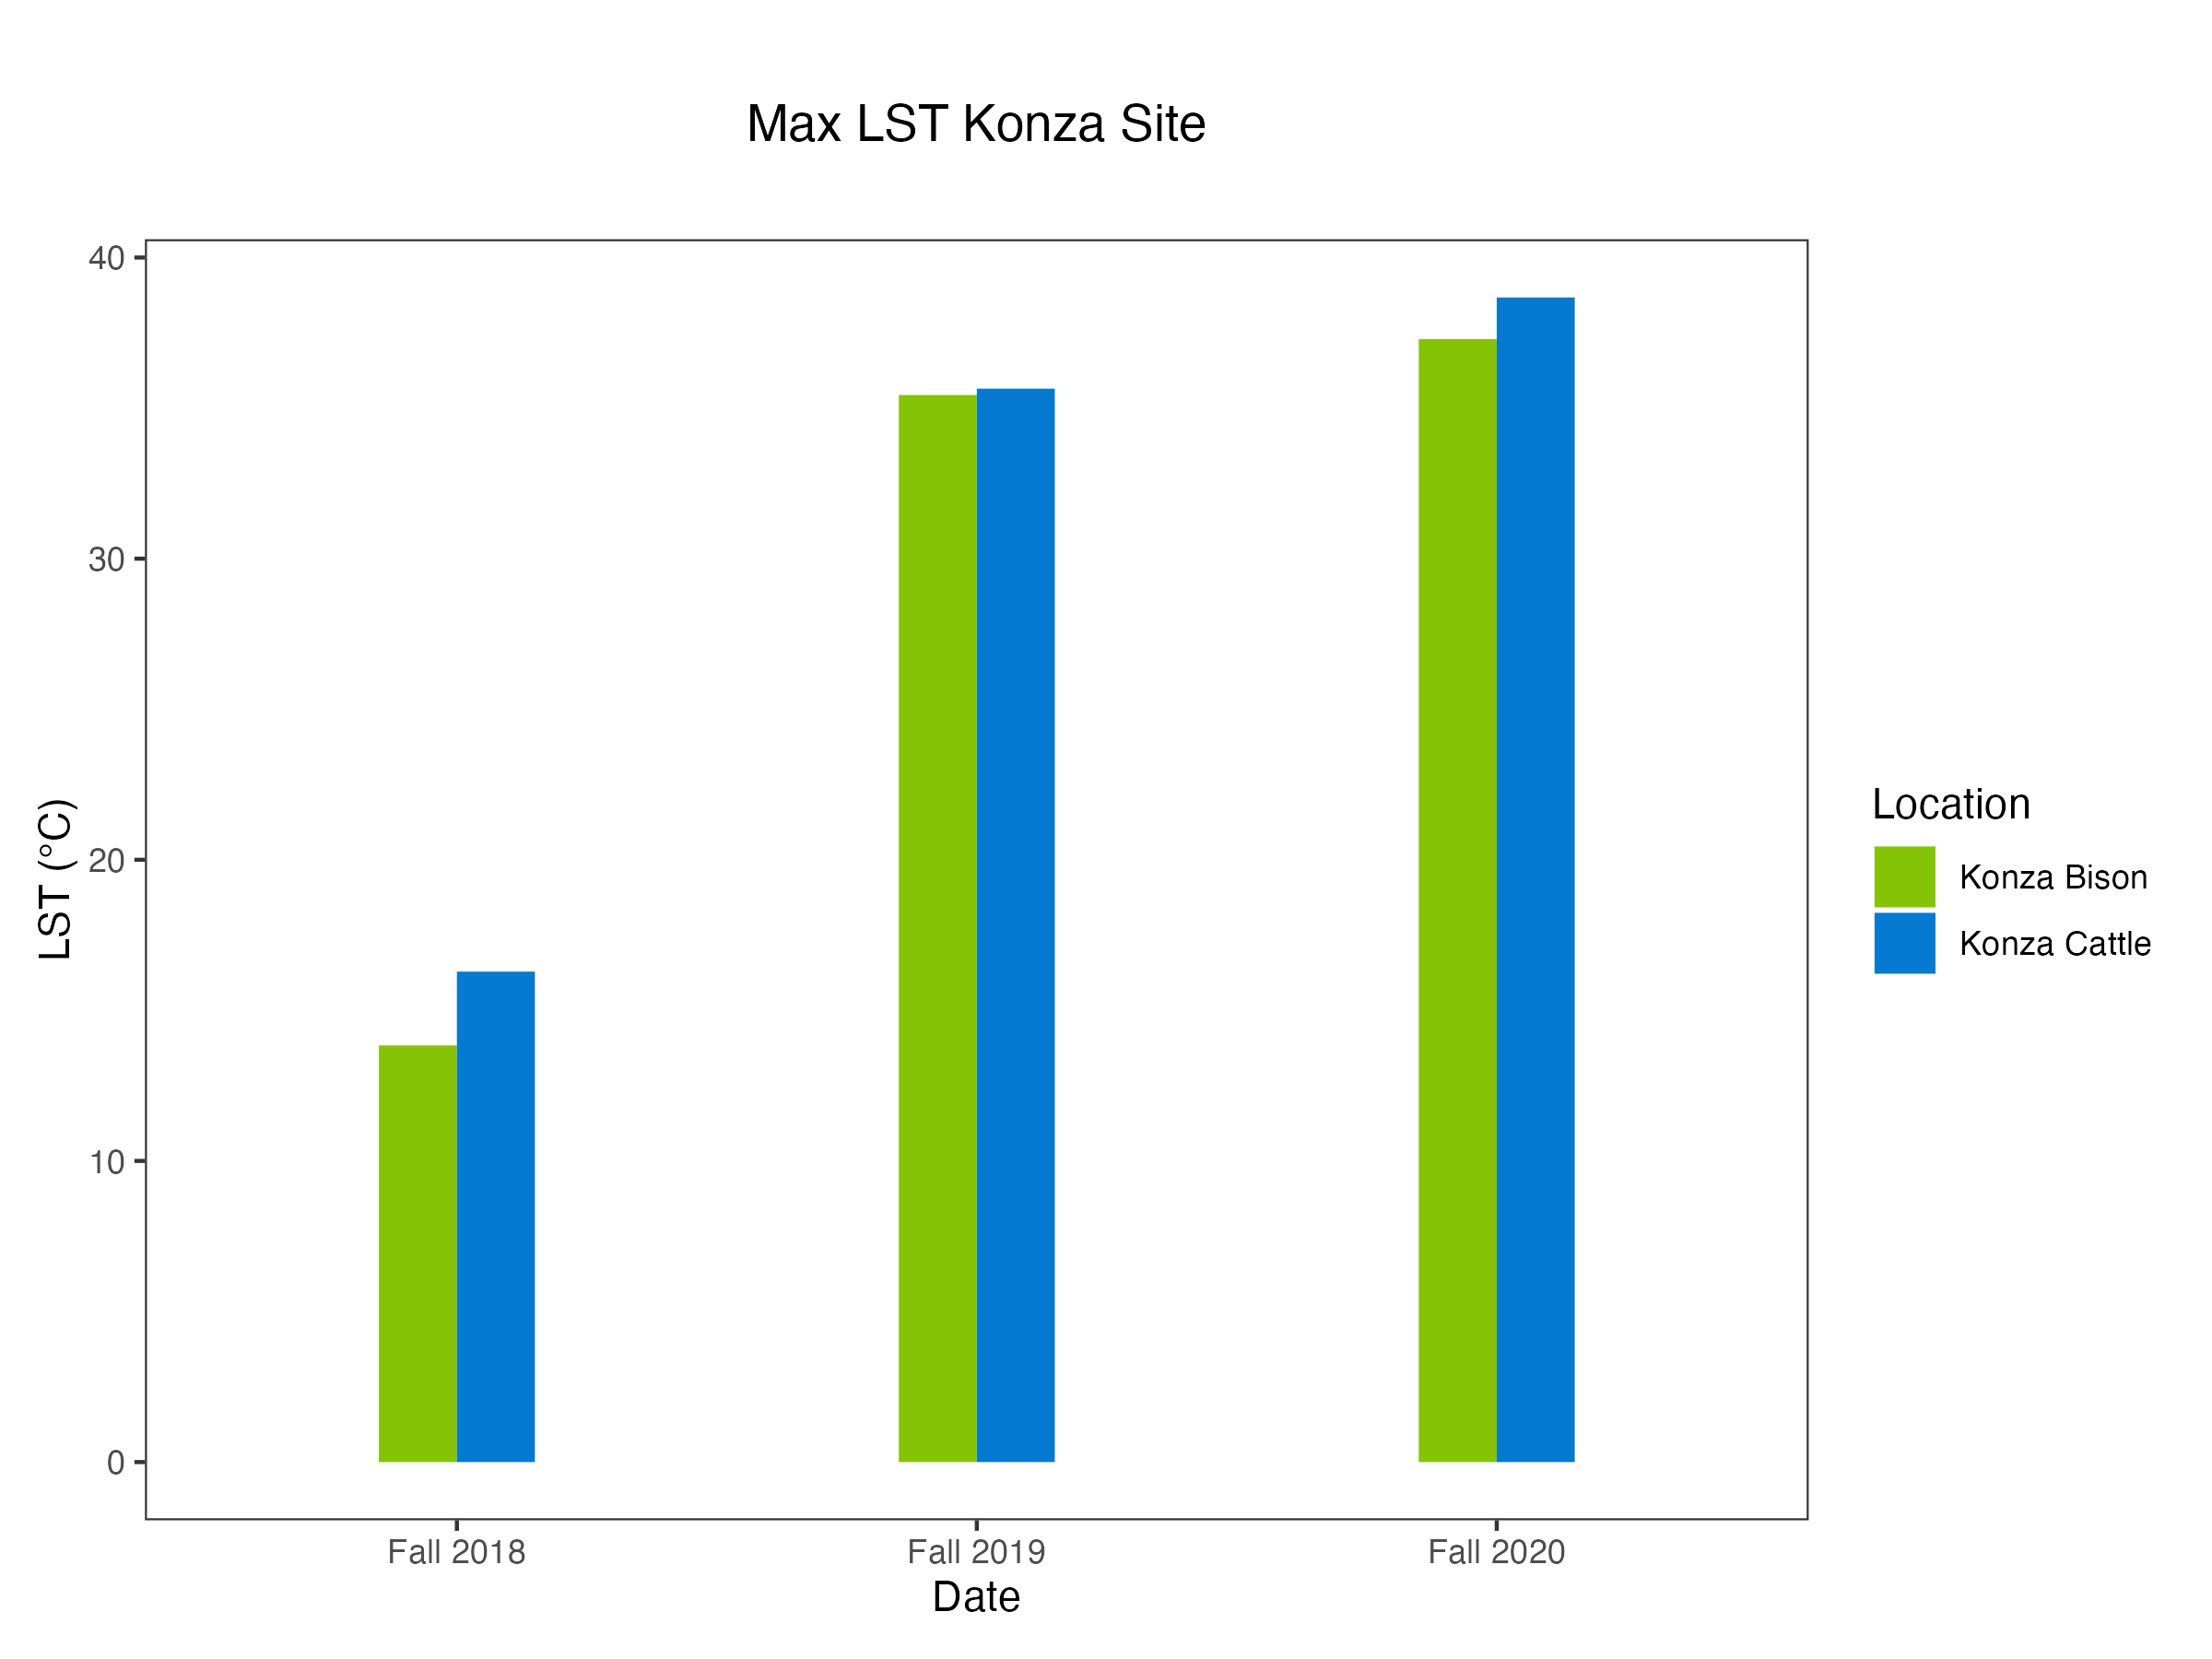 Max LST Konza Site
40
30
20
10
0
LST (°C)
Fall 2018
Fall 2019
Fall 2020
Date
Location
Konza Bison
Konza Cattle